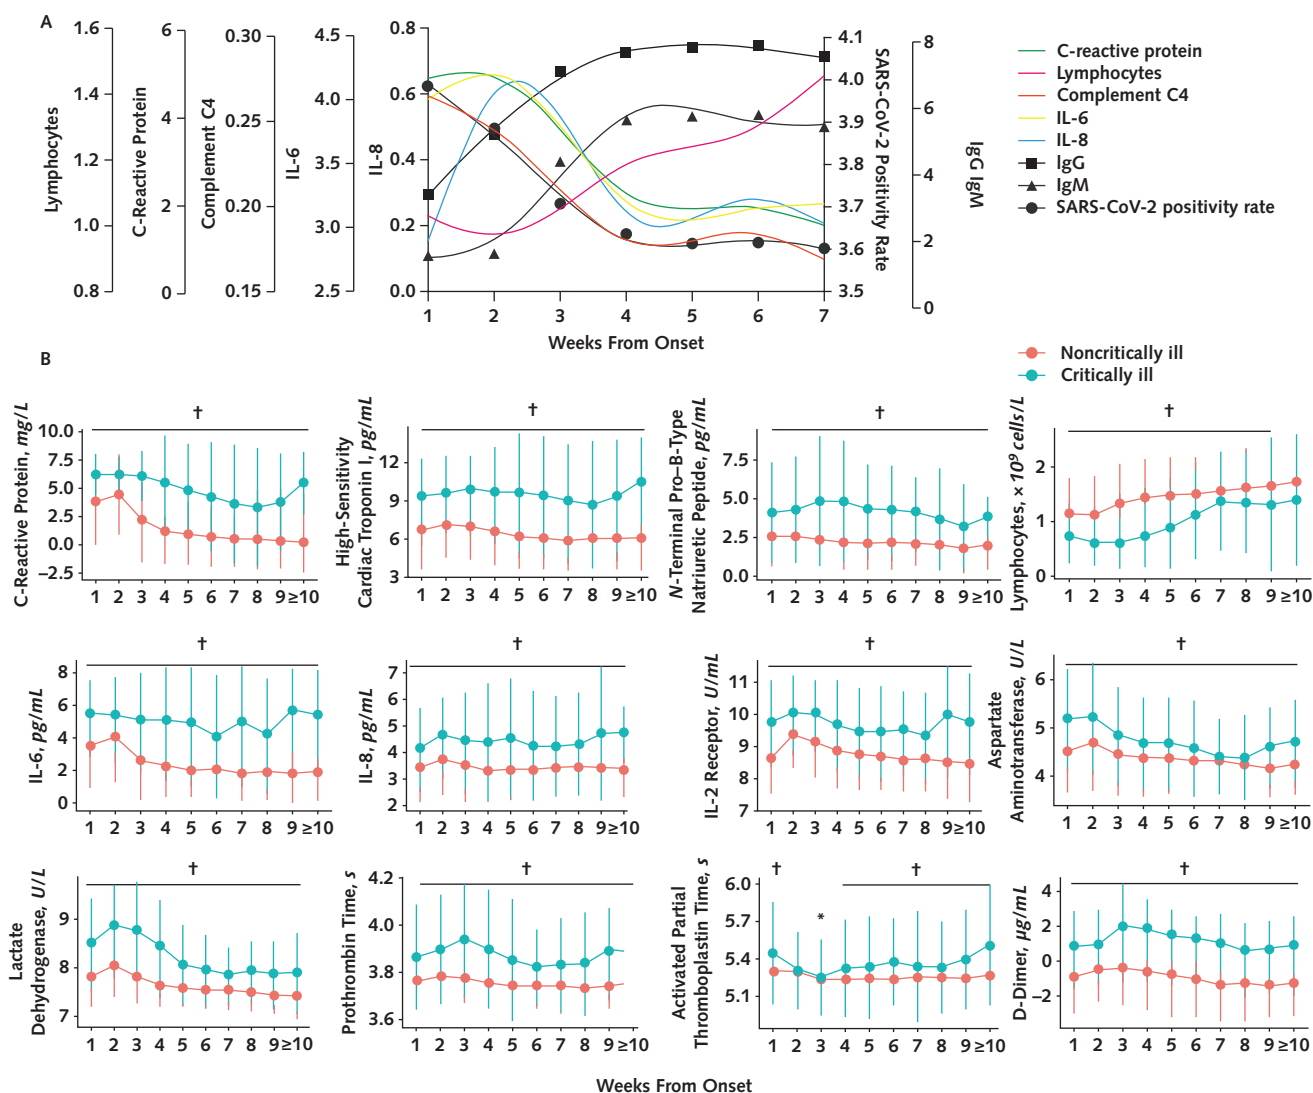 A
Lymphocytes
1.6
1.4
1.2
1.0
0.8
C-Reactive Protein
6
4
2
0
Complement C4
0.30
0.25
0.20
0.15
IL-6
4.5
4.0
3.5
3.0
2.5
IL-8
0.8
0.6
0.4
0.2
0.0
1 2 3 4 5 6 7
Weeks From Onset
4.1
4.0
3.9
3.8
3.7
3.6
3.5
SARS-CoV-2 Positivity Rate
8
6
4
2
0
IgG IgM
C-reactive protein
Lymphocytes
Complement C4
IL-6
IL-8
IgG
IgM
SARS-CoV-2 positivity rate
B
Noncritically ill
Critically ill
C-Reactive Protein, mg/L
10.0
7.5
5.0
2.5
0.0
−2.5
†
1 2 3 4 5 6 7 8 9 ≥10
High-Sensitivity
Cardiac Troponin I, pg/mL
12
9
6
3
†
1 2 3 4 5 6 7 8 9 ≥10
N-Terminal Pro–B-Type
Natriuretic Peptide, pg/mL
7.5
5.0
2.5
0.0
†
1 2 3 4 5 6 7 8 9 ≥10
Lymphocytes, × 10⁹ cells/L
2
1
0
†
1 2 3 4 5 6 7 8 9 ≥10
IL-6, pg/mL
8
6
4
2
0
†
1 2 3 4 5 6 7 8 9 ≥10
IL-8, pg/mL
7
6
5
4
3
2
†
1 2 3 4 5 6 7 8 9 ≥10
IL-2 Receptor, U/mL
11
10
9
8
7
†
1 2 3 4 5 6 7 8 9 ≥10
Aspartate
Aminotransferase, U/L
6
5
4
†
1 2 3 4 5 6 7 8 9 ≥10
Lactate
Dehydrogenase, U/L
9
8
7
†
1 2 3 4 5 6 7 8 9 ≥10
Prothrombin Time, s
4.2
4.0
3.8
3.6
†
1 2 3 4 5 6 7 8 9 ≥10
Activated Partial
Thromboplastin Time, s
6.0
5.7
5.4
5.1
†
*
†
1 2 3 4 5 6 7 8 9 ≥10
D-Dimer, µg/mL
4
2
0
−2
†
1 2 3 4 5 6 7 8 9 ≥10
Weeks From Onset